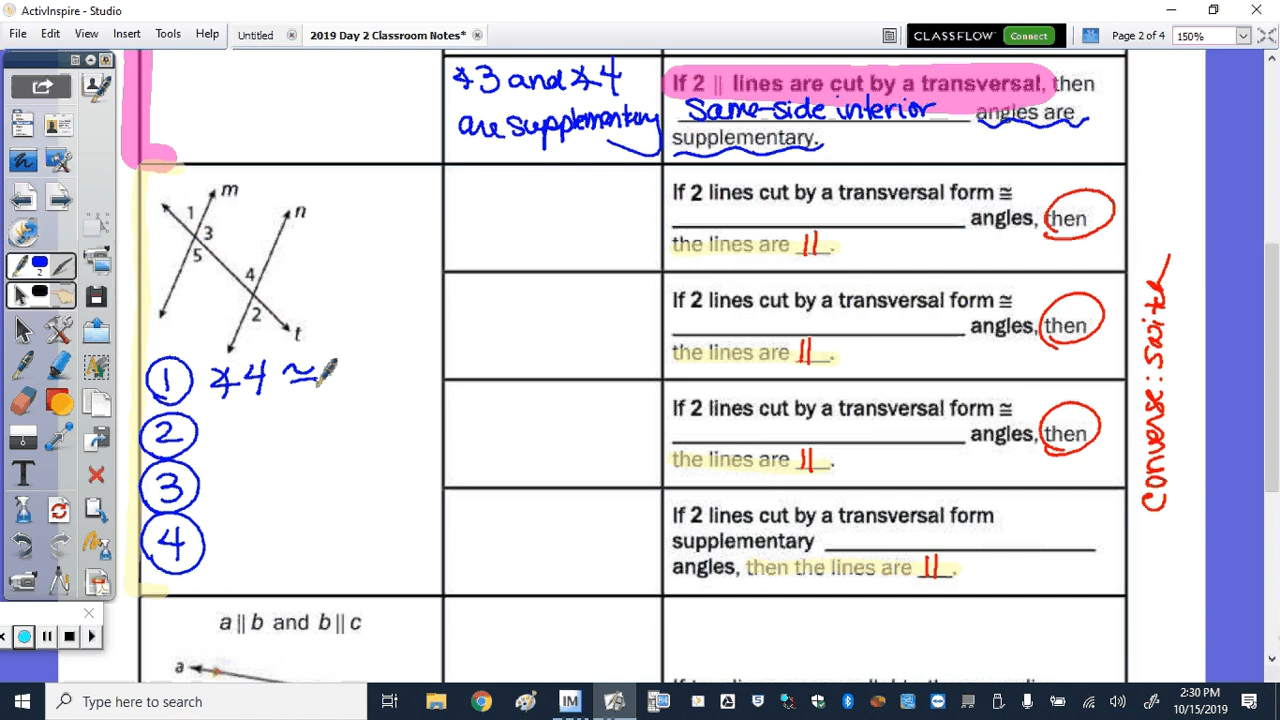 ActivInspire - Studio
File Edit View Insert Tools Help
Untitled
2019 Day 2 Classroom Notes*
CLASSFLOW Connect
Page 2 of 4
150%
∡3 and ∡4
are supplementary
If 2 || lines are cut by a transversal, then
Same-side interior angles are
supplementary.
m
n
1
3
5
4
2
t
If 2 lines cut by a transversal form ≅
____ angles, then
the lines are ||.
If 2 lines cut by a transversal form ≅
____ angles, then
the lines are ||.
If 2 lines cut by a transversal form ≅
____ angles, then
the lines are ||.
If 2 lines cut by a transversal form
supplementary ____
angles, then the lines are ||.
1 ∡4 ≅
2
3
4
Converse: switch
a || b and b || c
a
Type here to search
2:30 PM
10/15/2019